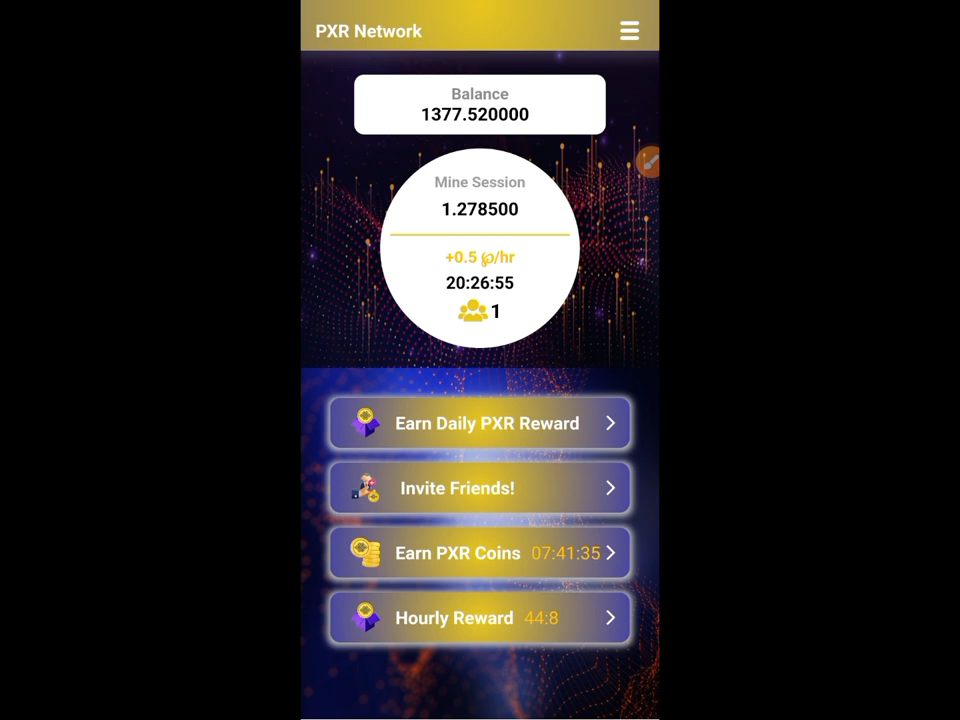 PXR Network
Balance
1377.520000
Mine Session
1.278500
+0.5 ℘/hr
20:26:55
1
Earn Daily PXR Reward
Invite Friends!
Earn PXR Coins 07:41:35
Hourly Reward 44:8